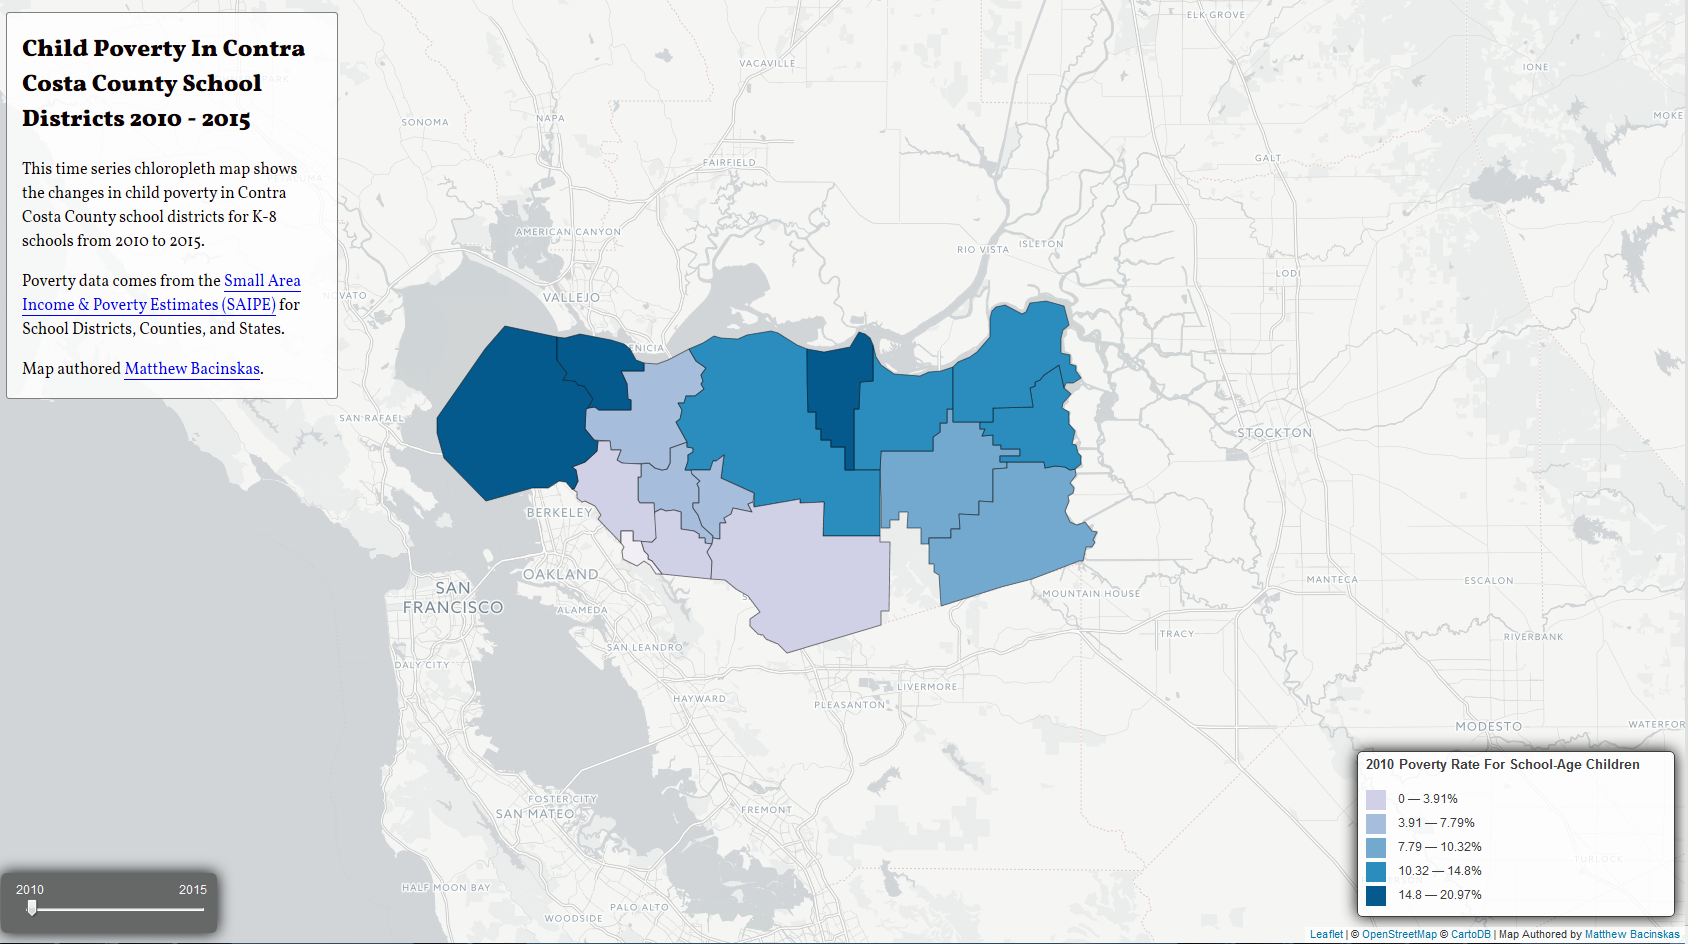 Child Poverty In Contra
Costa County School
Districts 2010 - 2015
This time series chloropleth map shows
the changes in child poverty in Contra
Costa County school districts for K-8
schools from 2010 to 2015.
Poverty data comes from the Small Area
Income & Poverty Estimates (SAIPE) for
School Districts, Counties, and States.
Map authored Matthew Bacinskas.
ELK GROVE
VACAVILLE
IONE
SONOMA
NAPA
MOKE
FAIRFIELD
GALT
AMERICAN CANYON
RIO VISTA
ISLETON
LODI
NOVATO
VALLEJO
ENICIA
SAN RAFAEL
STOCKTON
BERKELEY
OAKLAND
SAN
FRANCISCO
MANTECA
ESCALON
MOUNTAIN HOUSE
ALAMEDA
S
TRACY
RIVERBANK
SAN LEANDRO
DALY CITY
LIVERMORE
HAYWARD
PLEASANTON
MODESTO
WATERFOR
FOSTER CITY
SAN MATEO
FREMONT
TURLOCK
HALF MOON BAY
PALO ALTO
WOODSIDE
2010 Poverty Rate For School-Age Children
0 — 3.91%
3.91 — 7.79%
7.79 — 10.32%
10.32 — 14.8%
14.8 — 20.97%
2010 2015
Leaflet | © OpenStreetMap © CartoDB | Map Authored by Matthew Bacinskas